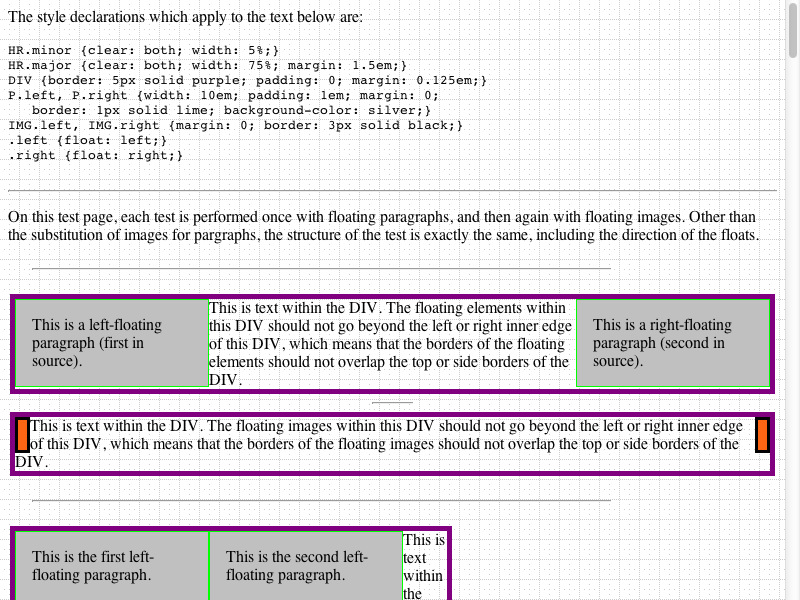 The style declarations which apply to the text below are:
HR.minor {clear: both; width: 5%;}
HR.major {clear: both; width: 75%; margin: 1.5em;}
DIV {border: 5px solid purple; padding: 0; margin: 0.125em;}
P.left, P.right {width: 10em; padding: 1em; margin: 0;
border: 1px solid lime; background-color: silver;}
IMG.left, IMG.right {margin: 0; border: 3px solid black;}
.left {float: left;}
.right {float: right;}
On this test page, each test is performed once with floating paragraphs, and then again with floating images. Other than
the substitution of images for pargraphs, the structure of the test is exactly the same, including the direction of the floats.
This is a left-floating
paragraph (first in
source).
This is text within the DIV. The floating elements within
this DIV should not go beyond the left or right inner edge
of this DIV, which means that the borders of the floating
elements should not overlap the top or side borders of the
DIV.
This is a right-floating
paragraph (second in
source).
This is text within the DIV. The floating images within this DIV should not go beyond the left or right inner edge
of this DIV, which means that the borders of the floating images should not overlap the top or side borders of the
DIV.
This is the first left-
floating paragraph.
This is the second left-
floating paragraph.
This is
text
within
the